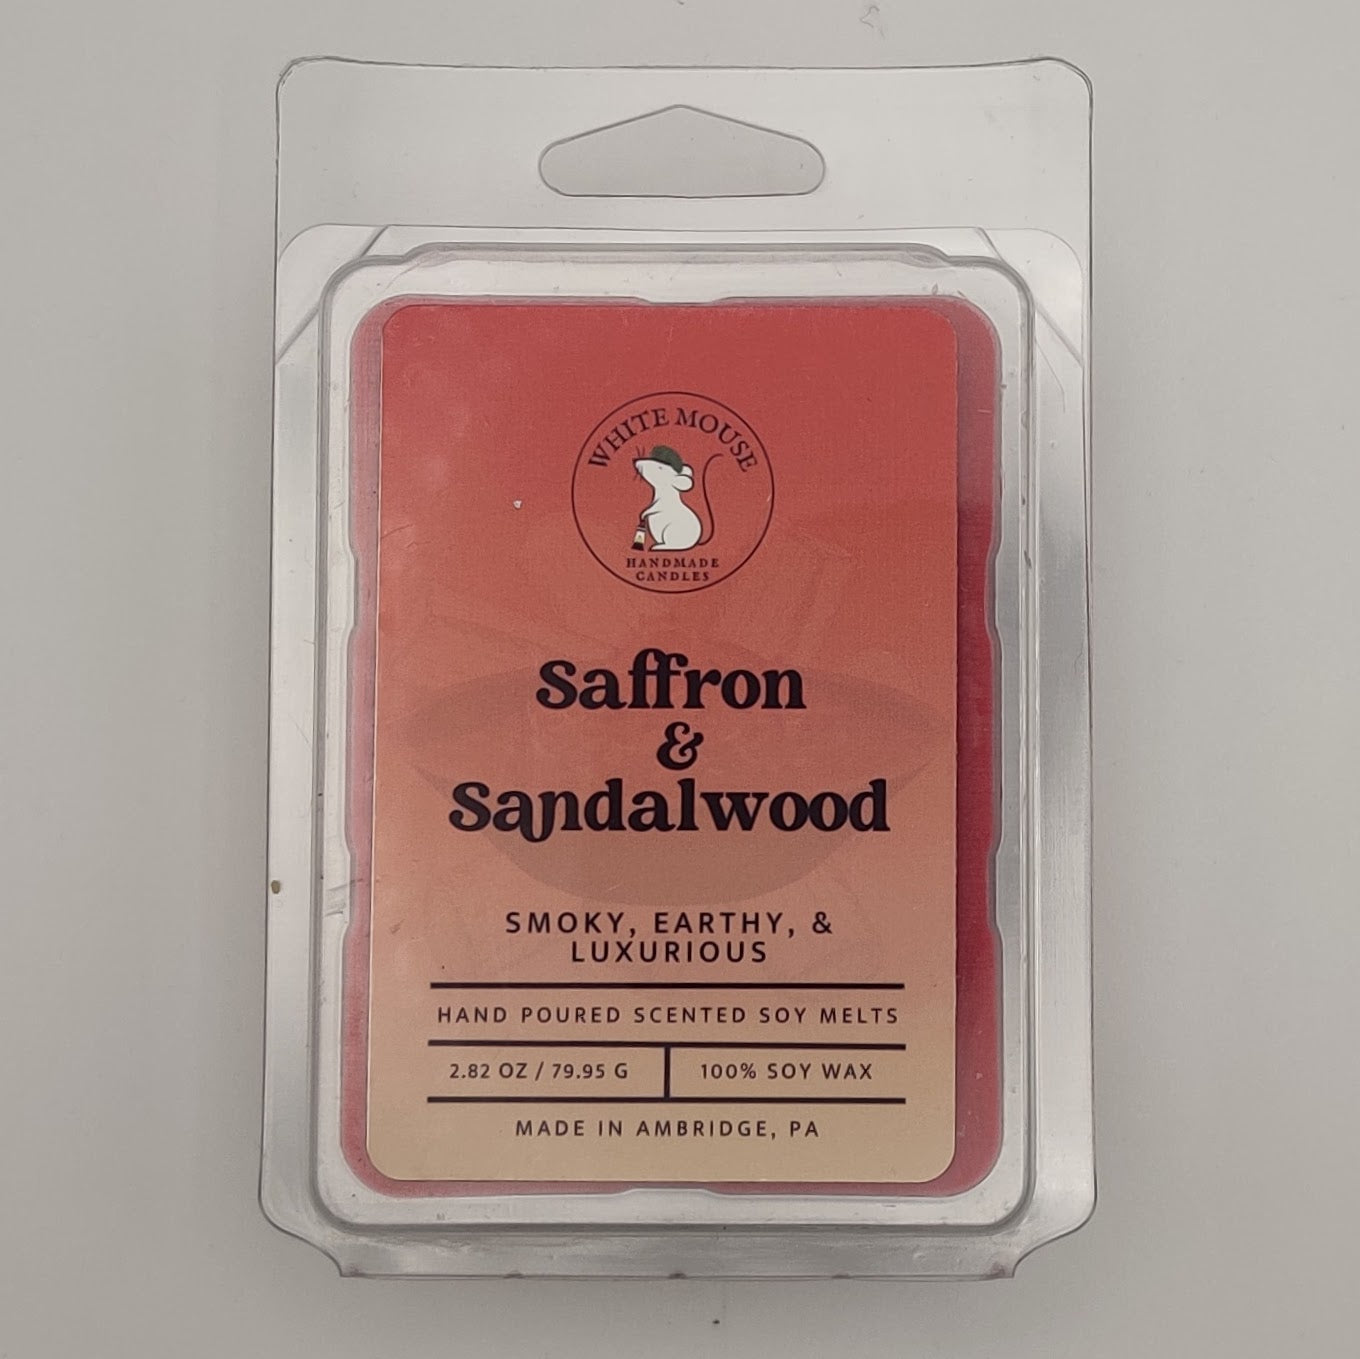 WHITE MOUSE
HANDMADE
CANDLES
Saffron
&
Sandalwood
SMOKY, EARTHY, &
LUXURIOUS
HAND POURED SCENTED SOY MELTS
2.82 OZ / 79.95 G
100% SOY WAX
MADE IN AMBRIDGE, PA